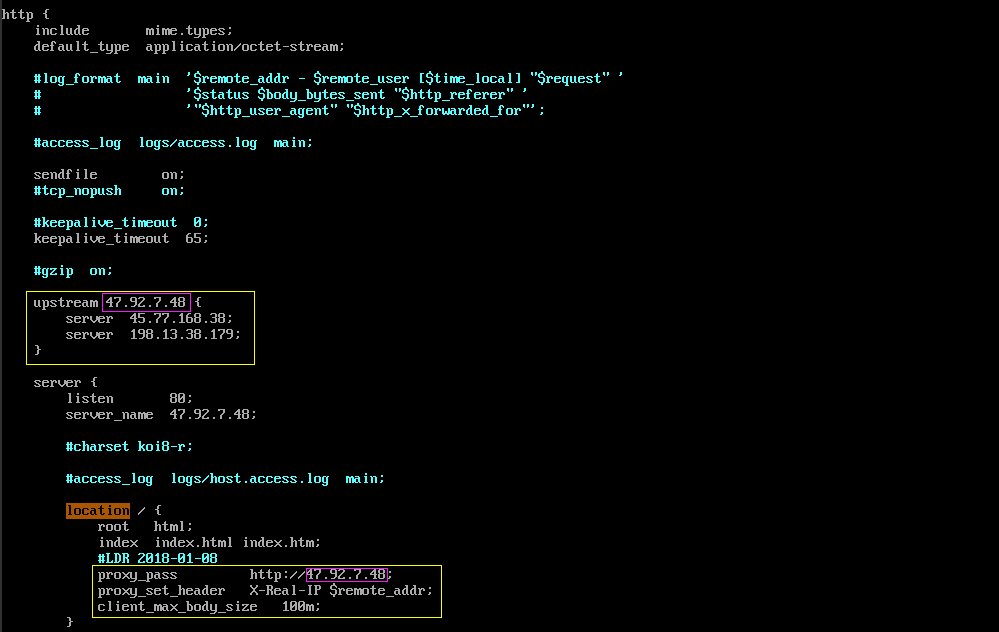 http {
    include       mime.types;
    default_type  application/octet-stream;
    #log_format  main  '$remote_addr - $remote_user [$time_local] "$request" '
    #                  '$status $body_bytes_sent "$http_referer" '
    #                  '"$http_user_agent" "$http_x_forwarded_for"';
    #access_log  logs/access.log  main;
    sendfile        on;
    #tcp_nopush     on;
    #keepalive_timeout  0;
    keepalive_timeout  65;
    #gzip  on;
    upstream 47.92.7.48 {
        server  45.77.168.38;
        server  198.13.38.179;
    }
    server {
        listen       80;
        server_name  47.92.7.48;
        #charset koi8-r;
        #access_log  logs/host.access.log  main;
        location / {
            root   html;
            index  index.html index.htm;
            #LDR 2018-01-08
            proxy_pass         http://47.92.7.48;
            proxy_set_header   X-Real-IP $remote_addr;
            client_max_body_size   100m;
        }